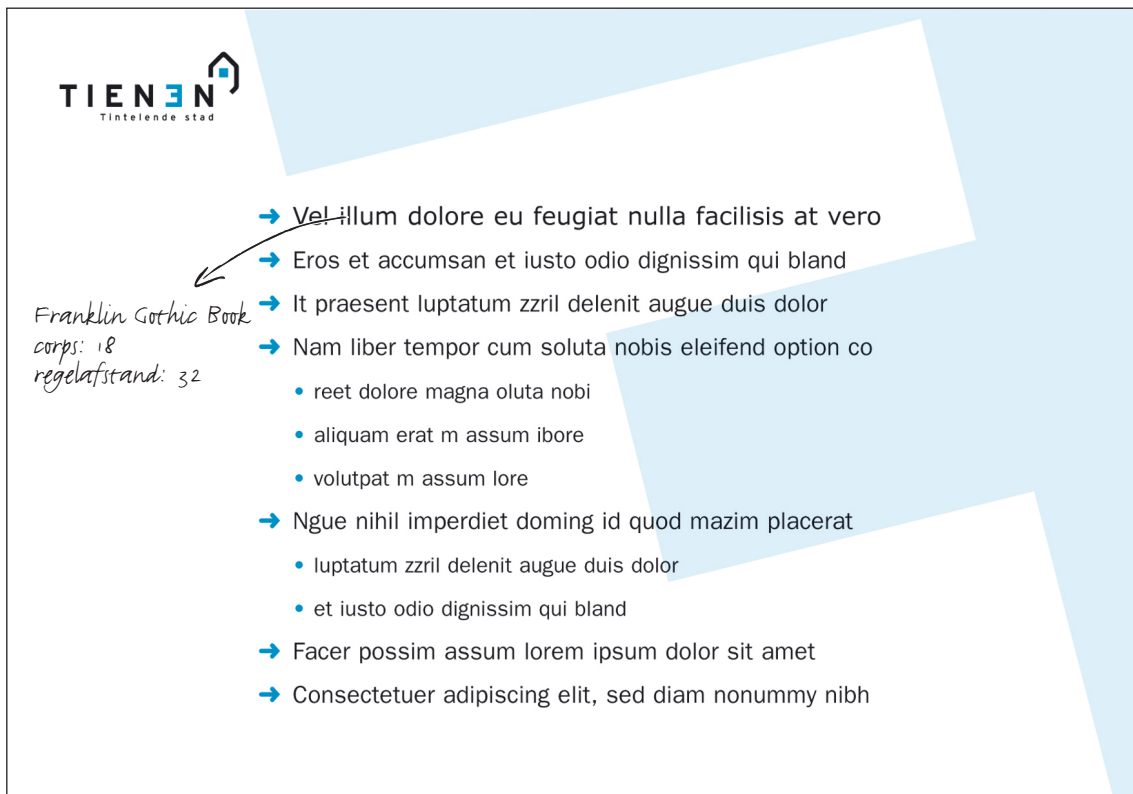 TIENEN
Tintelende stad
➜ Vel illum dolore eu feugiat nulla facilisis at vero
➜ Eros et accumsan et iusto odio dignissim qui bland
➜ It praesent luptatum zzril delenit augue duis dolor
➜ Nam liber tempor cum soluta nobis eleifend option co
• reet dolore magna oluta nobi
• aliquam erat m assum ibore
• volutpat m assum lore
➜ Ngue nihil imperdiet doming id quod mazim placerat
• luptatum zzril delenit augue duis dolor
• et iusto odio dignissim qui bland
➜ Facer possim assum lorem ipsum dolor sit amet
➜ Consectetuer adipiscing elit, sed diam nonummy nibh
Franklin Gothic Book
corps: 18
regelafstand: 32